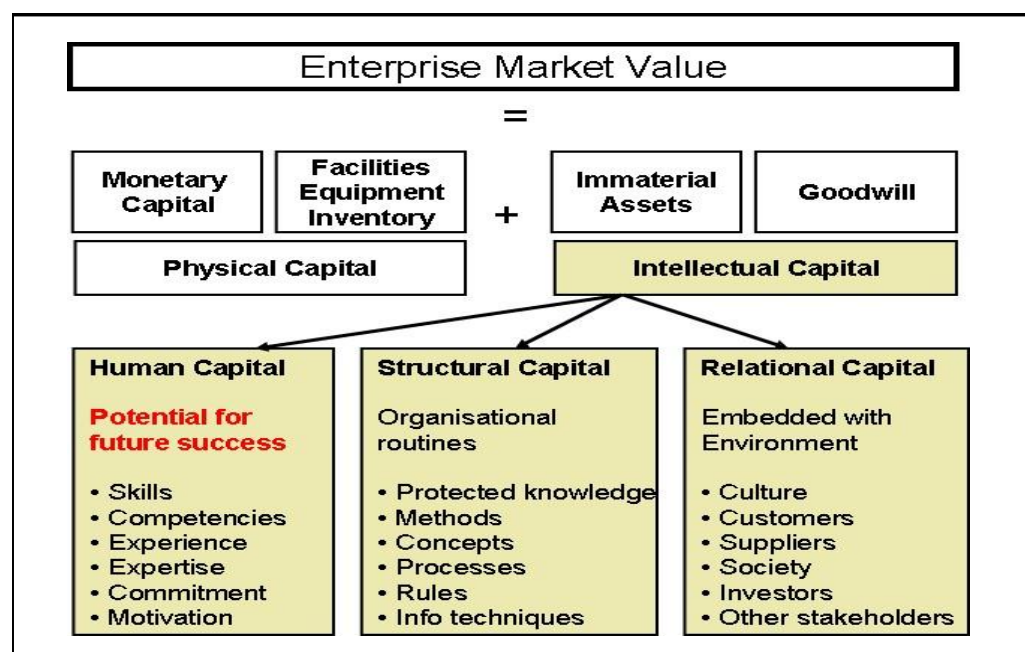 Enterprise Market Value
=
Monetary
Capital
Facilities
Equipment
Inventory
+
Immaterial
Assets
Goodwill
Physical Capital
Intellectual Capital
Human Capital
Potential for
future success
• Skills
• Competencies
• Experience
• Expertise
• Commitment
• Motivation
Structural Capital
Organisational
routines
• Protected knowledge
• Methods
• Concepts
• Processes
• Rules
• Info techniques
Relational Capital
Embedded with
Environment
• Culture
• Customers
• Suppliers
• Society
• Investors
• Other stakeholders